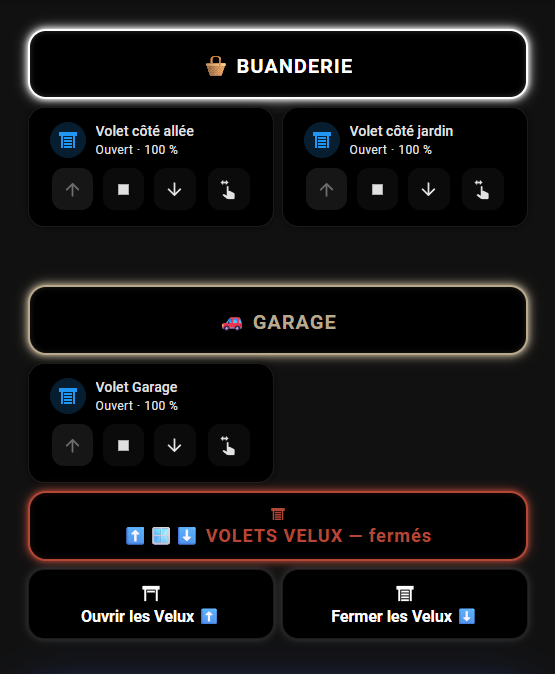 BUANDERIE
Volet côté allée
Ouvert · 100 %
Volet côté jardin
Ouvert · 100 %
GARAGE
Volet Garage
Ouvert · 100 %
VOLETS VELUX — fermés
Ouvrir les Velux
Fermer les Velux